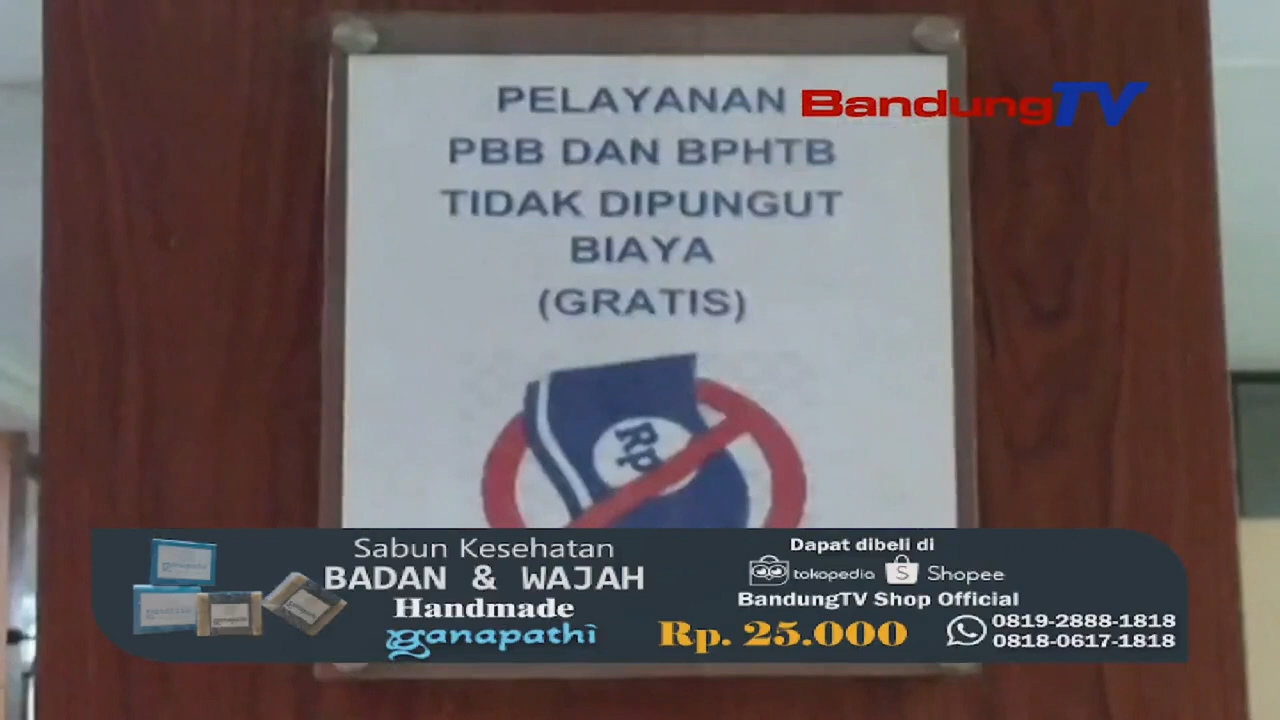 PELAYANAN
PBB DAN BPHTB
TIDAK DIPUNGUT
BIAYA
(GRATIS)
Rp
BandungTV
Sabun Kesehatan
BADAN & WAJAH
Handmade
ganapathi
Rp. 25.000
Dapat dibeli di
tokopedia Shopee
BandungTV Shop Official
0819-2888-1818
0818-0617-1818